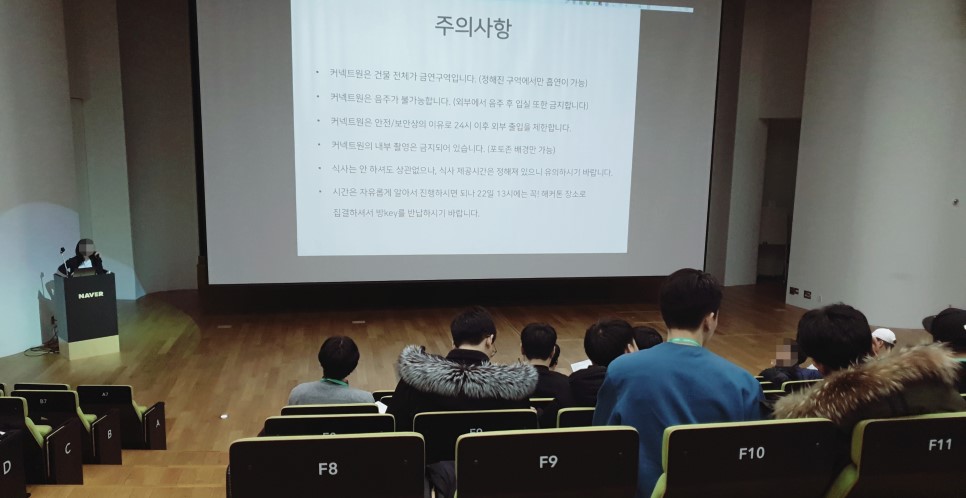 주의사항
• 커넥트원은 건물 전체가 금연구역입니다. (정해진 구역에서만 흡연이 가능)
• 커넥트원은 음주가 불가능합니다. (외부에서 음주 후 입실 또한 금지합니다)
• 커넥트원은 안전/보안상의 이유로 24시 이후 외부 출입을 제한합니다.
• 커넥트원의 내부 촬영은 금지되어 있습니다. (포토존 배경만 가능)
• 식사는 안 하셔도 상관없으나, 식사 제공시간은 정해져 있으니 유의하시기 바랍니다.
• 시간은 자유롭게 알아서 진행하시면 되나 22일 13시에는 꼭! 해커톤 장소로
집결하셔서 방key를 반납하시기 바랍니다.
NAVER
B7
A7
D
C
B
A
F8
F9
F10
F11